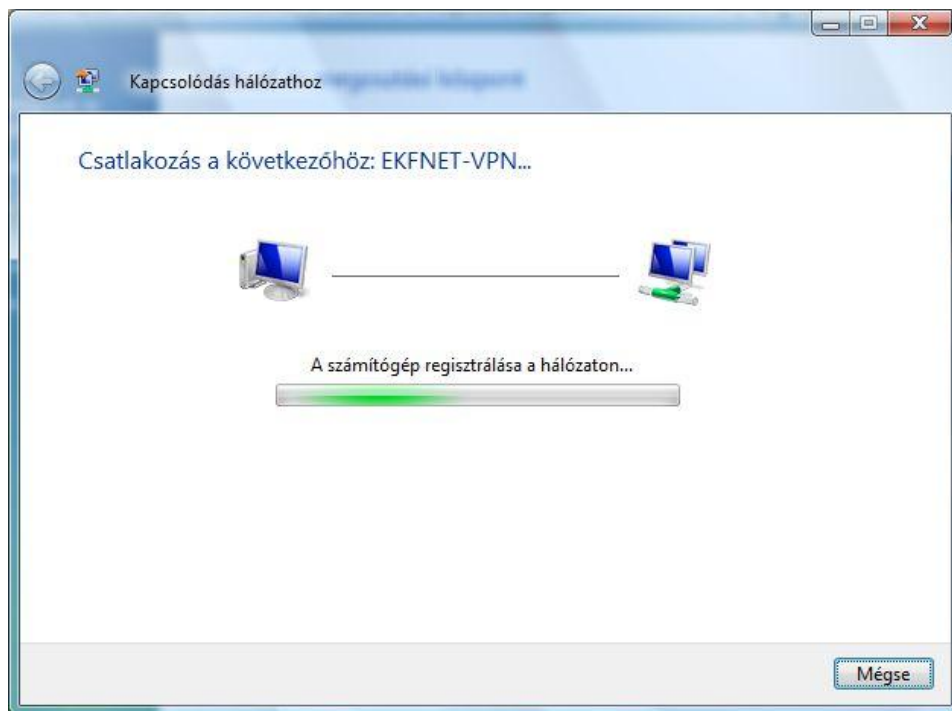 Kapcsolódás hálózathoz
Csatlakozás a következőhöz: EKFNET-VPN...
A számítógép regisztrálása a hálózaton...
Mégse